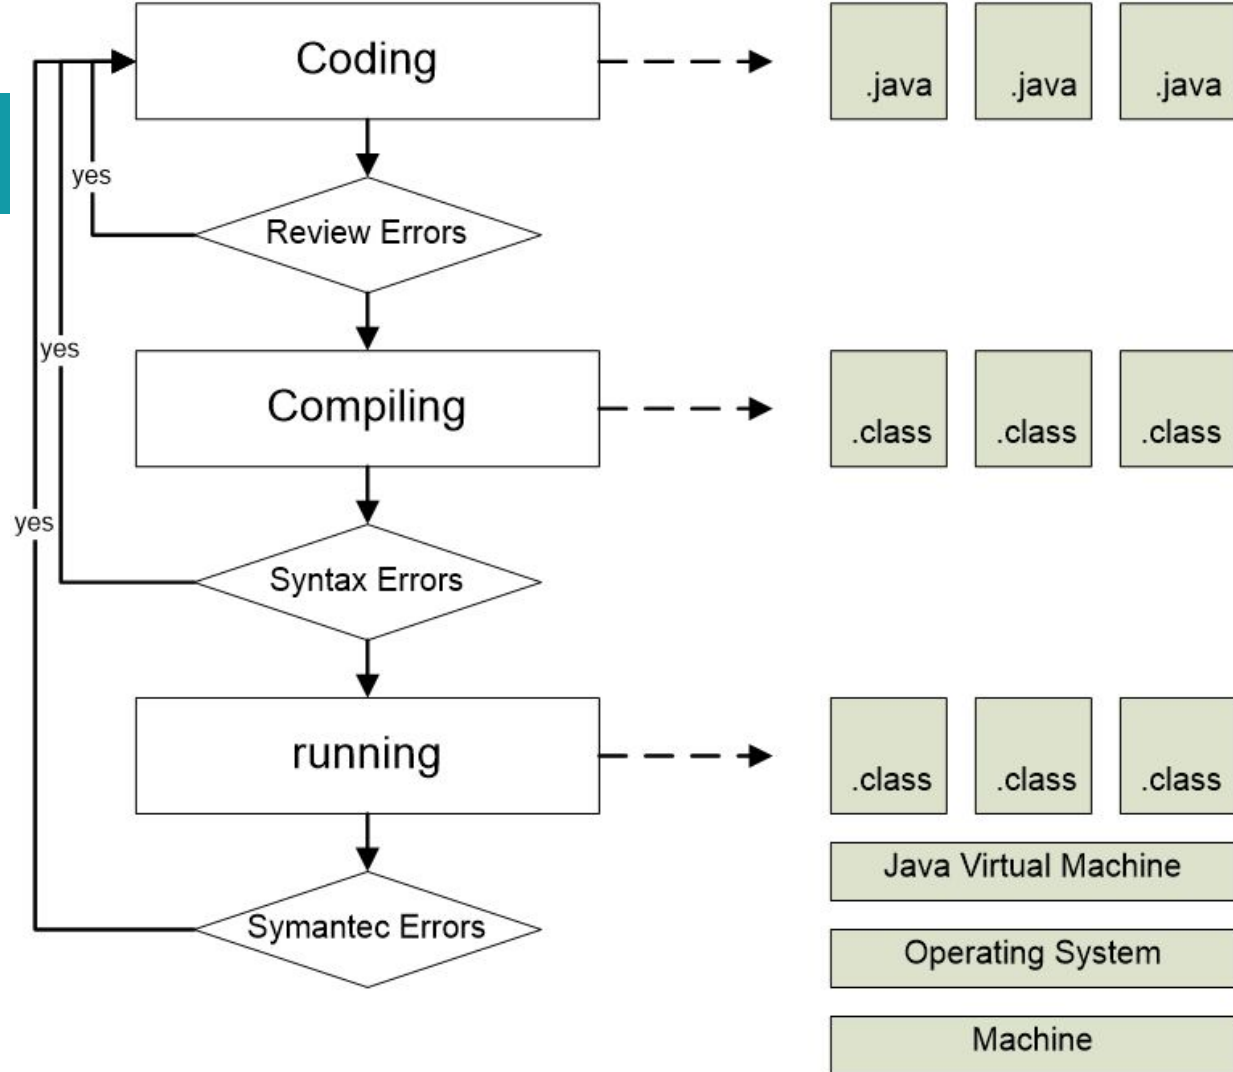 Coding
.java
.java
.java
yes
Review Errors
yes
Compiling
.class
.class
.class
yes
Syntax Errors
running
.class
.class
.class
Java Virtual Machine
Symantec Errors
Operating System
Machine